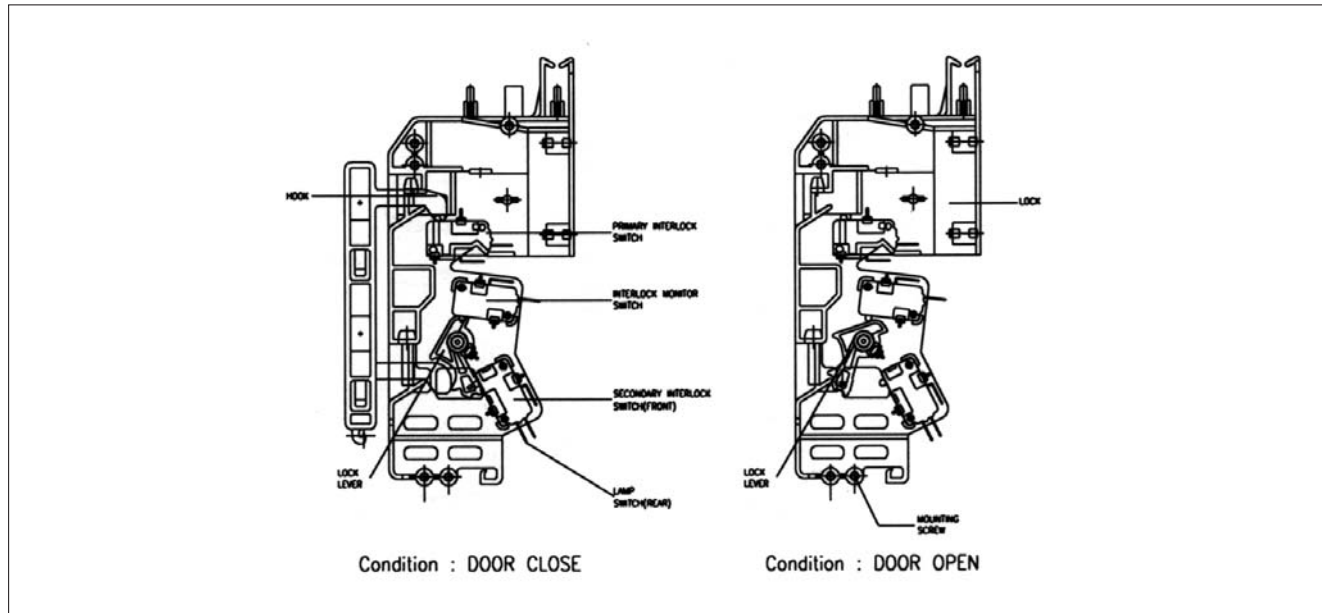 HOOK
PRIMARY INTERLOCK
SWITCH
INTERLOCK MONITOR
SWITCH
SECONDARY INTERLOCK
SWITCH(FRONT)
LOCK
LEVER
LAMP
SWITCH(REAR)
Condition : DOOR CLOSE
LOCK
LOCK
LEVER
MOUNTING
SCREW
Condition : DOOR OPEN